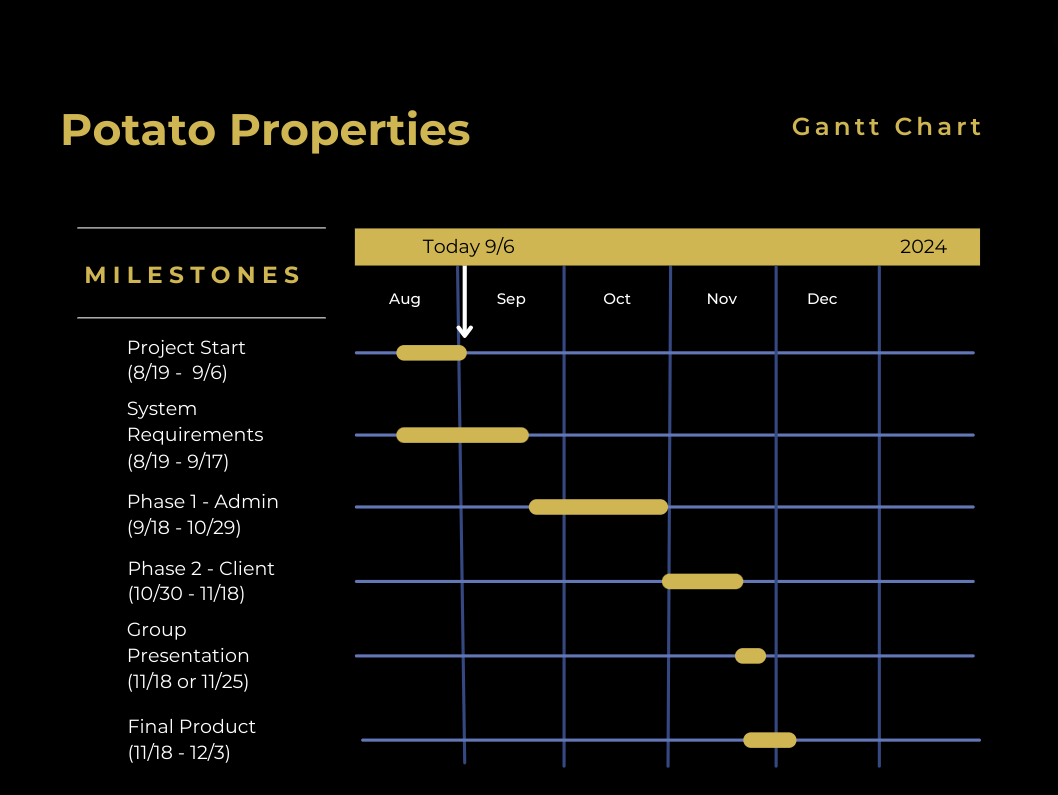 Potato Properties
Gantt Chart
Today 9/6
2024
MILESTONES
Aug
Sep
Oct
Nov
Dec
Project Start
(8/19 -  9/6)
System
Requirements
(8/19 - 9/17)
Phase 1 - Admin
(9/18 - 10/29)
Phase 2 - Client
(10/30 - 11/18)
Group
Presentation
(11/18 or 11/25)
Final Product
(11/18 - 12/3)